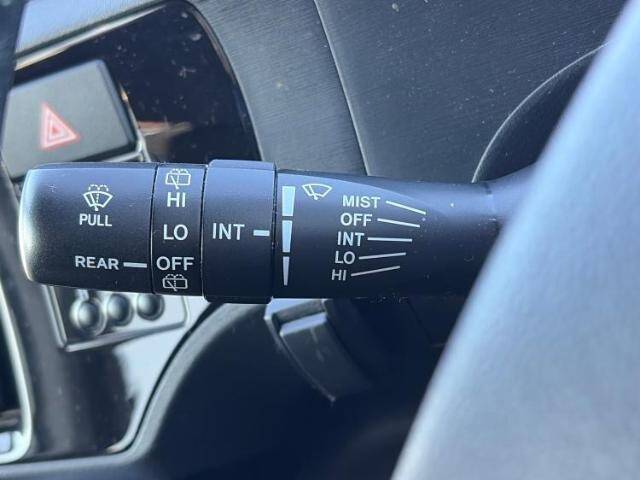 PULL
REAR
HI
LO
OFF
INT
MIST
OFF
INT
LO
HI